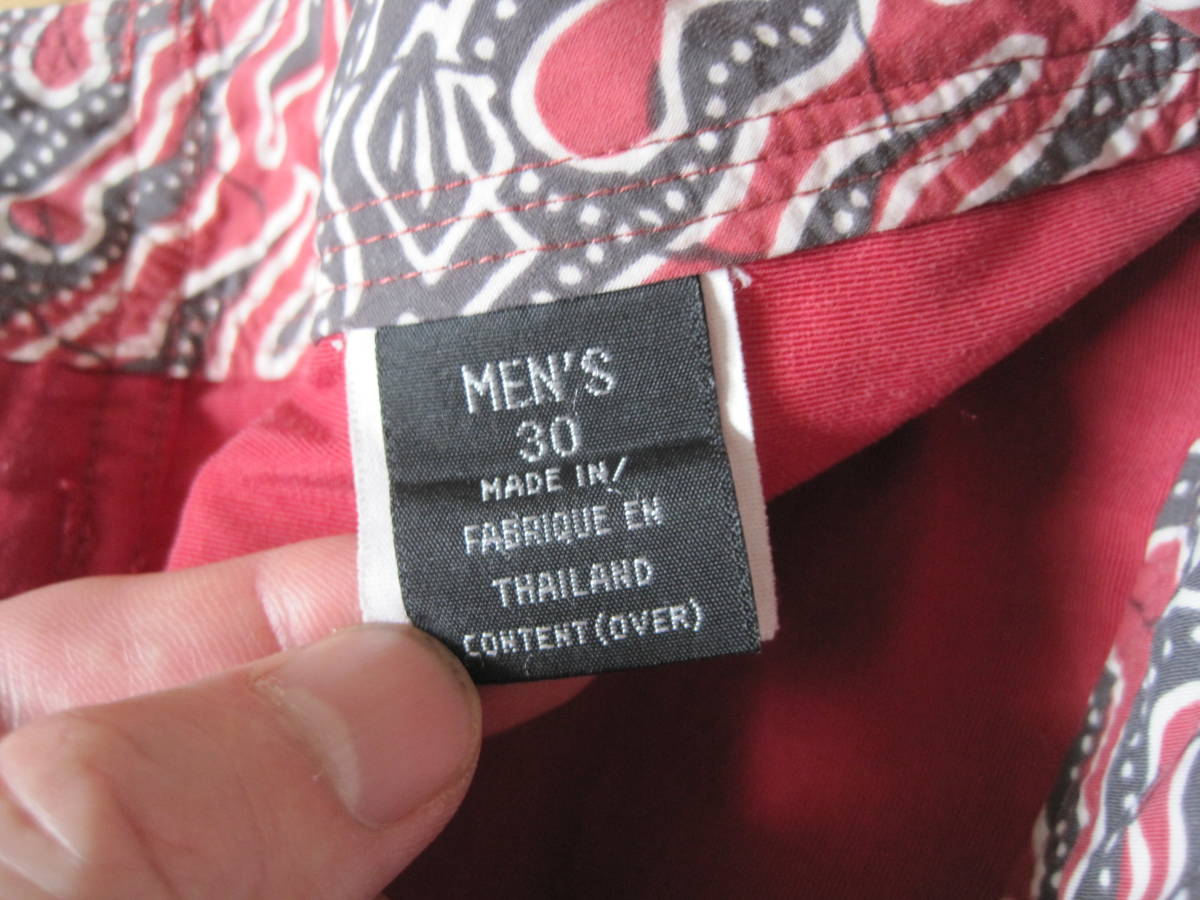 MEN'S
30
MADE IN/
FABRIQUE EN
THAILAND
CONTENT (OVER)